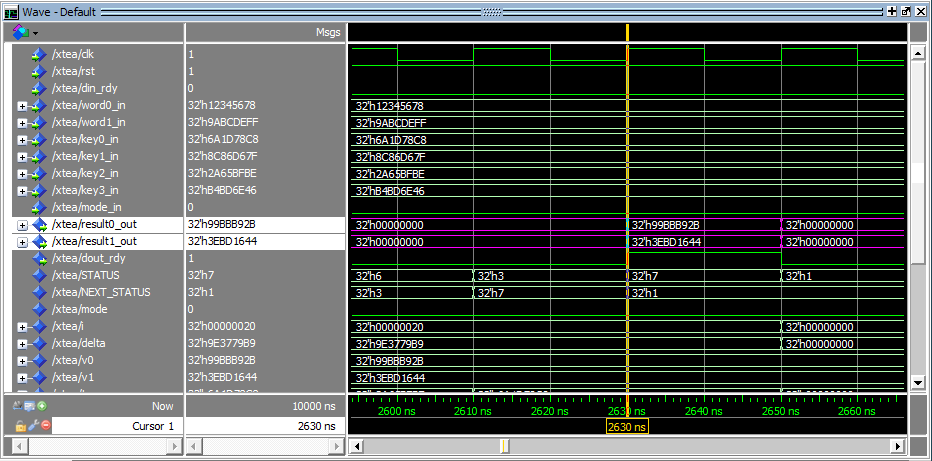 Wave - Default
Msgs
/xtea/clk 1
/xtea/rst 1
/xtea/din_rdy 0
/xtea/word0_in 32'h12345678 32'h12345678
/xtea/word1_in 32'h9ABCDEFF 32'h9ABCDEFF
/xtea/key0_in 32'h6A1D78C8 32'h6A1D78C8
/xtea/key1_in 32'h8C86D67F 32'h8C86D67F
/xtea/key2_in 32'h2A65BFBE 32'h2A65BFBE
/xtea/key3_in 32'hB4BD6E46 32'hB4BD6E46
/xtea/mode_in 0
/xtea/result0_out 32'h99BBB92B 32'h00000000 32'h99BBB92B 32'h00000000
/xtea/result1_out 32'h3EBD1644 32'h00000000 32'h3EBD1644 32'h00000000
/xtea/dout_rdy 1
/xtea/STATUS 32'h7 32'h6 32'h3 32'h7 32'h1
/xtea/NEXT_STATUS 32'h1 32'h3 32'h7 32'h1
/xtea/mode 0
/xtea/i 32'h00000020 32'h00000020 32'h00000000
/xtea/delta 32'h9E3779B9 32'h9E3779B9 32'h00000000
/xtea/v0 32'h99BBB92B 32'h99BBB92B
/xtea/v1 32'h3EBD1644 32'h3EBD1644
Now 10000 ns 2600 ns 2610 ns 2620 ns 2630 ns 2640 ns 2650 ns 2660 ns
Cursor 1 2630 ns 2630 ns